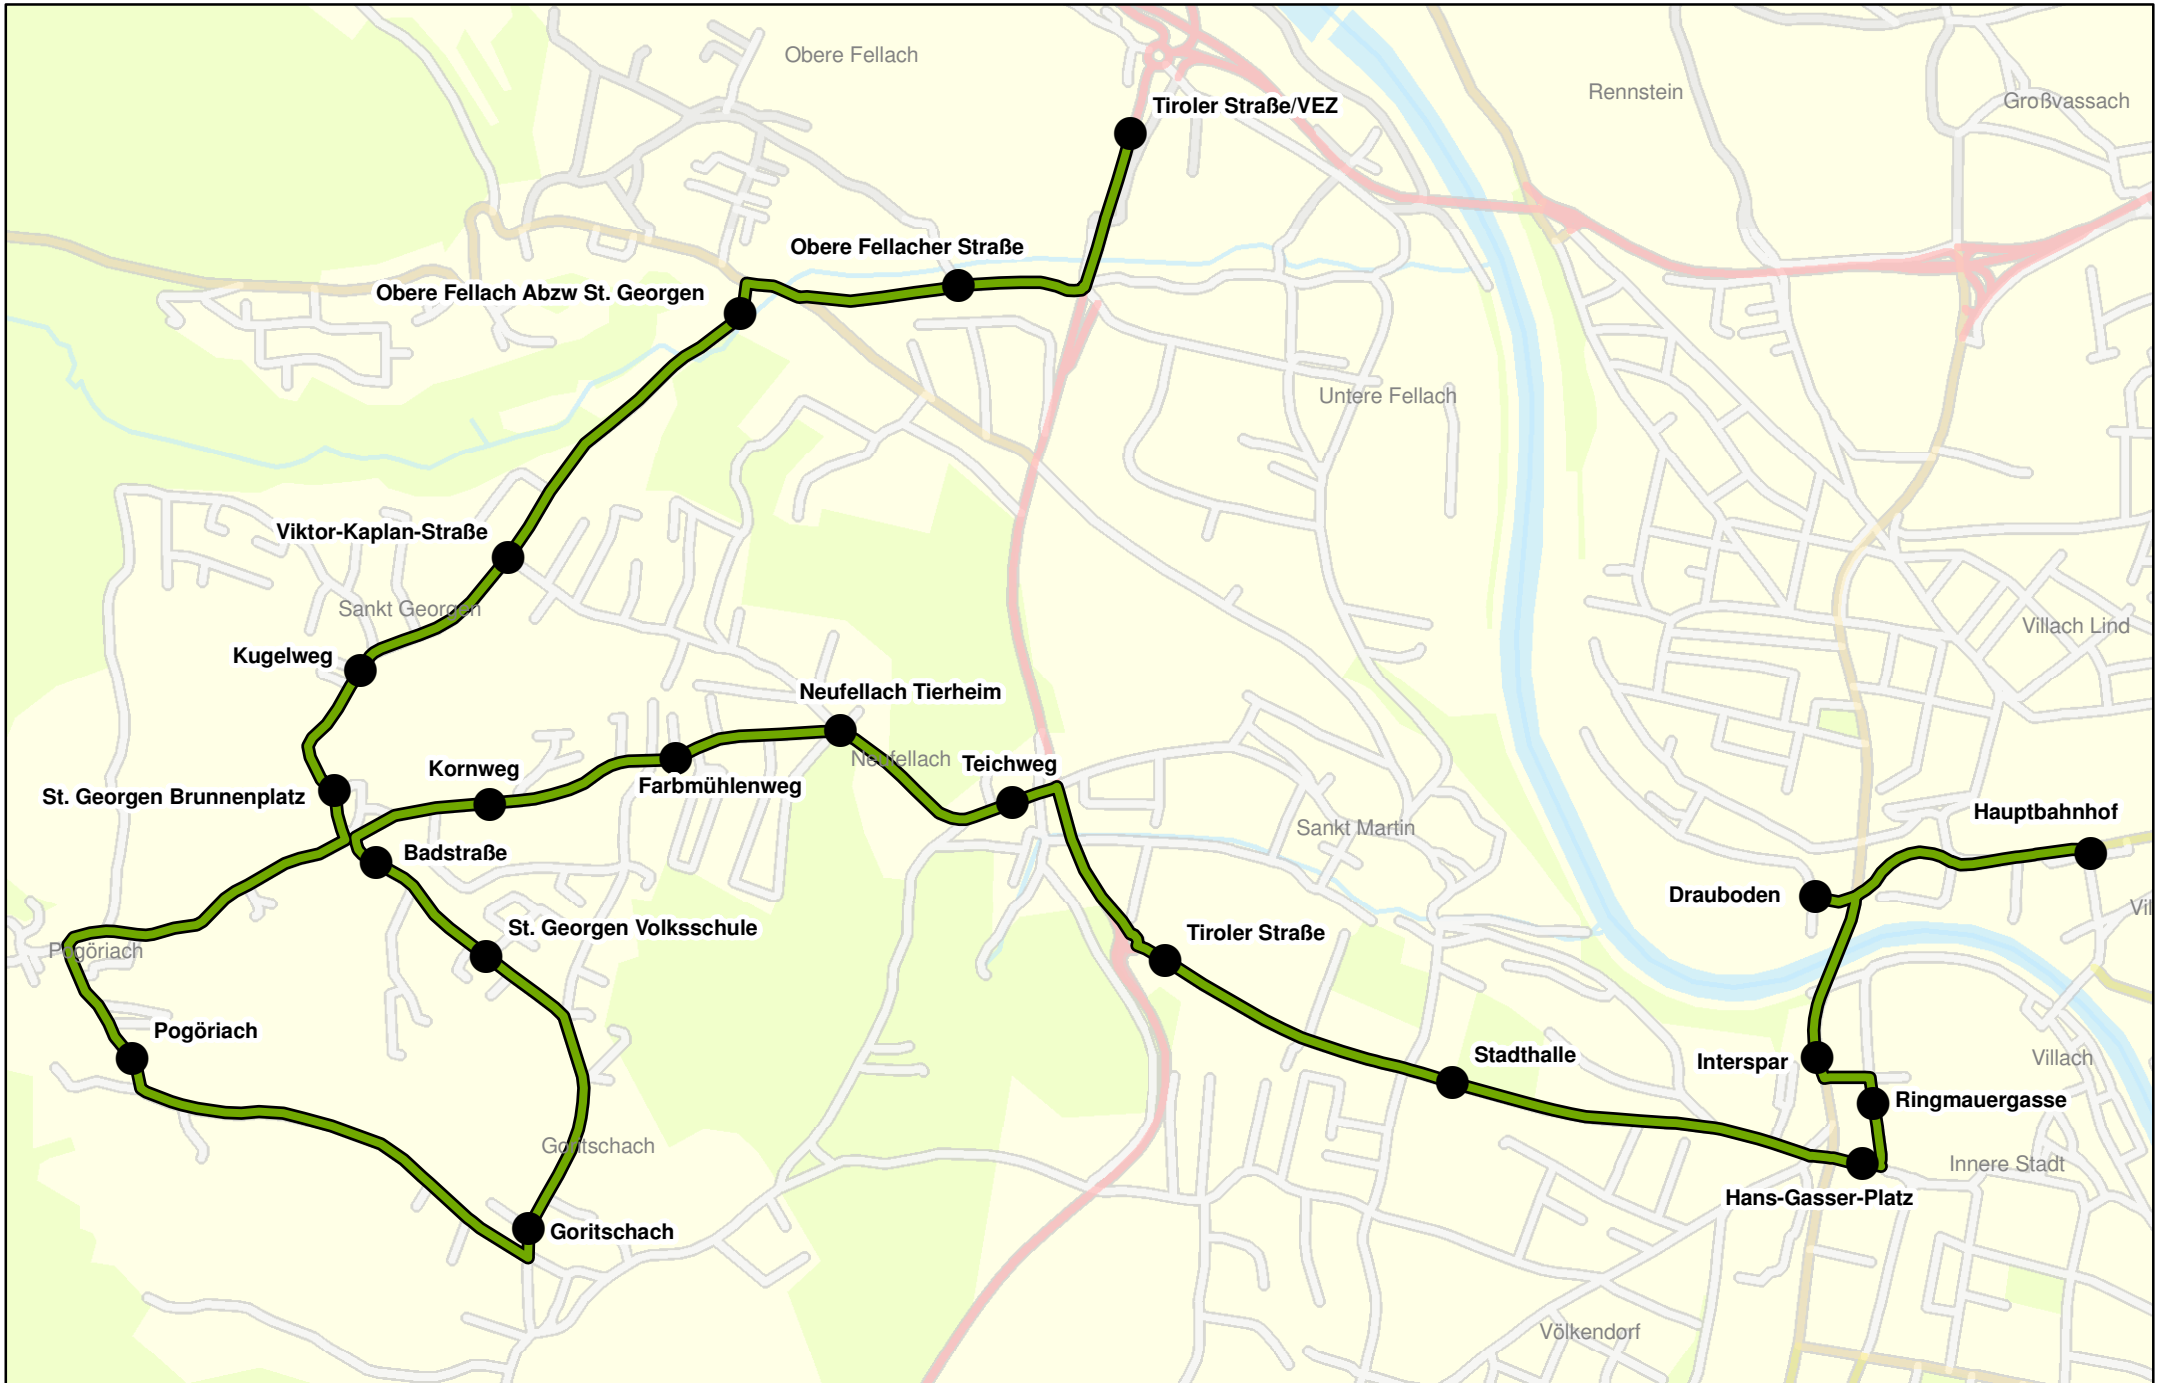 Obere Fellach
Rennstein
Großvassach
Tiroler Straße/VEZ
Obere Fellacher Straße
Obere Fellach Abzw St. Georgen
Untere Fellach
Viktor-Kaplan-Straße
Sankt Georgen
Villach Lind
Kugelweg
Neufellach Tierheim
Neufellach
Teichweg
Kornweg
Farbmühlenweg
St. Georgen Brunnenplatz
Hauptbahnhof
Sankt Martin
Badstraße
Drauboden
Vil
St. Georgen Volksschule
Tiroler Straße
Pogöriach
Pogöriach
Stadthalle
Interspar
Villach
Ringmauergasse
Goritschach
Innere Stadt
Hans-Gasser-Platz
Goritschach
Völkendorf